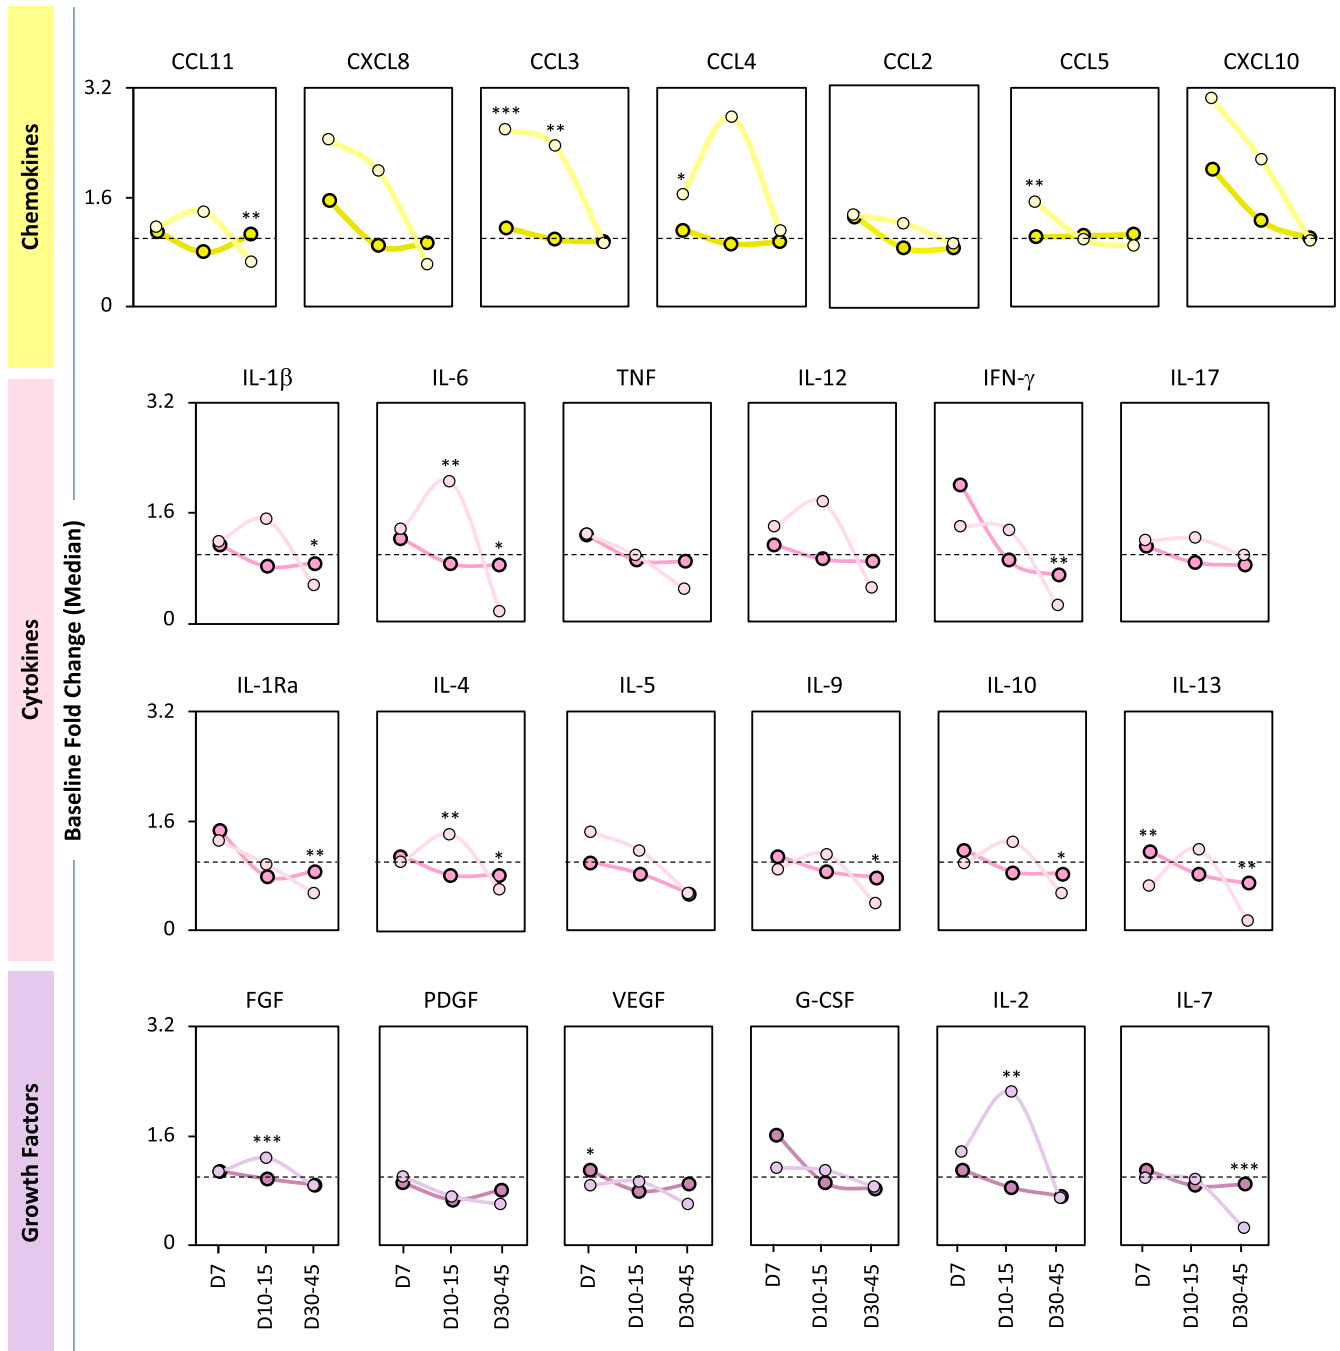 Chemokines
Cytokines
Growth Factors
Baseline Fold Change (Median)
CCL11 CXCL8 CCL3 CCL4 CCL2 CCL5 CXCL10
3.2
1.6
0
** *** ** * **
IL-1β IL-6 TNF IL-12 IFN-γ IL-17
3.2
1.6
0
* ** * **
IL-1Ra IL-4 IL-5 IL-9 IL-10 IL-13
3.2
1.6
0
** ** * * * ** **
FGF PDGF VEGF G-CSF IL-2 IL-7
3.2
1.6
0
*** * ** ***
D7 D10-15 D30-45 D7 D10-15 D30-45 D7 D10-15 D30-45 D7 D10-15 D30-45 D7 D10-15 D30-45 D7 D10-15 D30-45